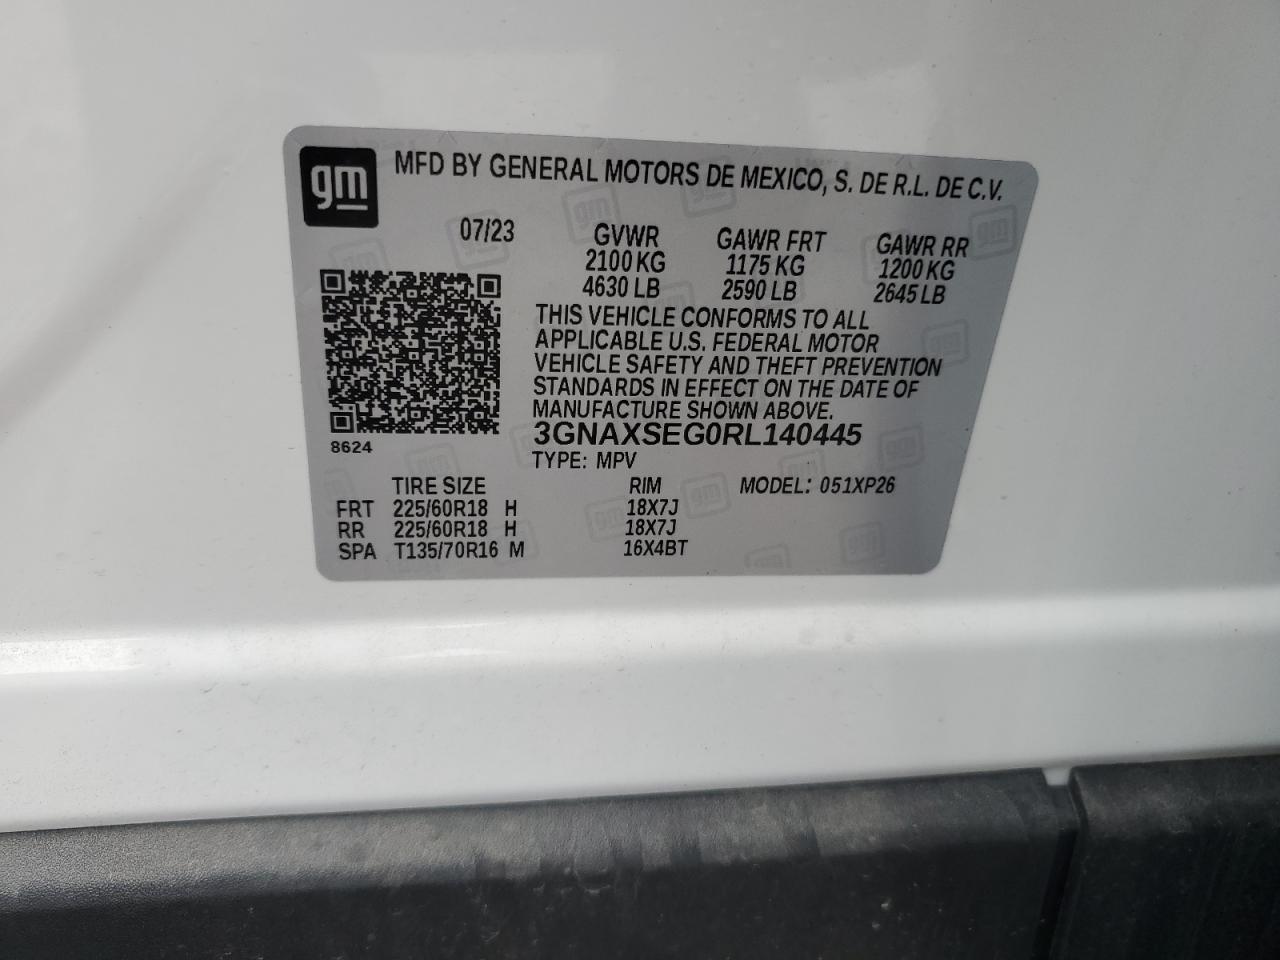 gm
MFD BY GENERAL MOTORS DE MEXICO, S. DE R.L. DE C.V.
07/23 GVWR GAWR FRT GAWR RR
2100 KG 1175 KG 1200 KG
4630 LB 2590 LB 2645 LB
THIS VEHICLE CONFORMS TO ALL
APPLICABLE U.S. FEDERAL MOTOR
VEHICLE SAFETY AND THEFT PREVENTION
STANDARDS IN EFFECT ON THE DATE OF
MANUFACTURE SHOWN ABOVE.
8624 3GNAXSEG0RL140445
TYPE: MPV
TIRE SIZE RIM MODEL: 051XP26
FRT 225/60R18 H 18X7J
RR 225/60R18 H 18X7J
SPA T135/70R16 M 16X4BT